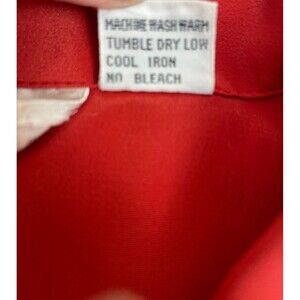 MACHINE WASH WARM
TUMBLE DRY LOW
COOL IRON
NO BLEACH